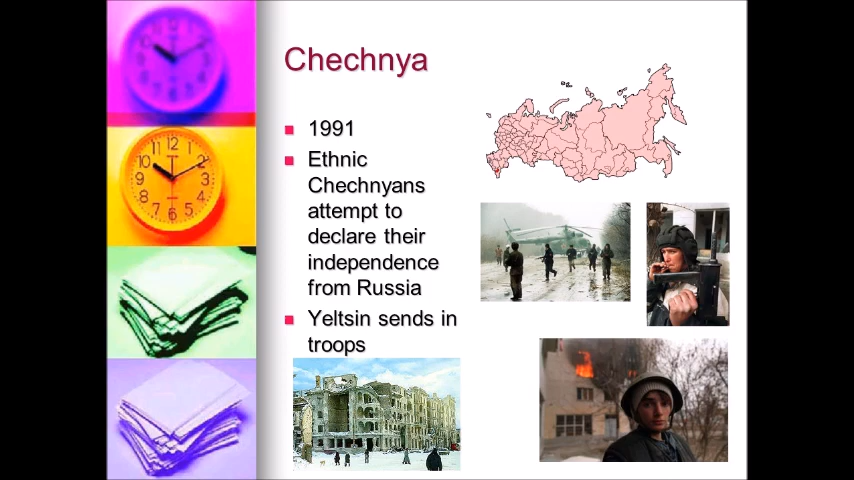 Chechnya
1991
Ethnic
Chechnyans
attempt to
declare their
independence
from Russia
Yeltsin sends in
troops